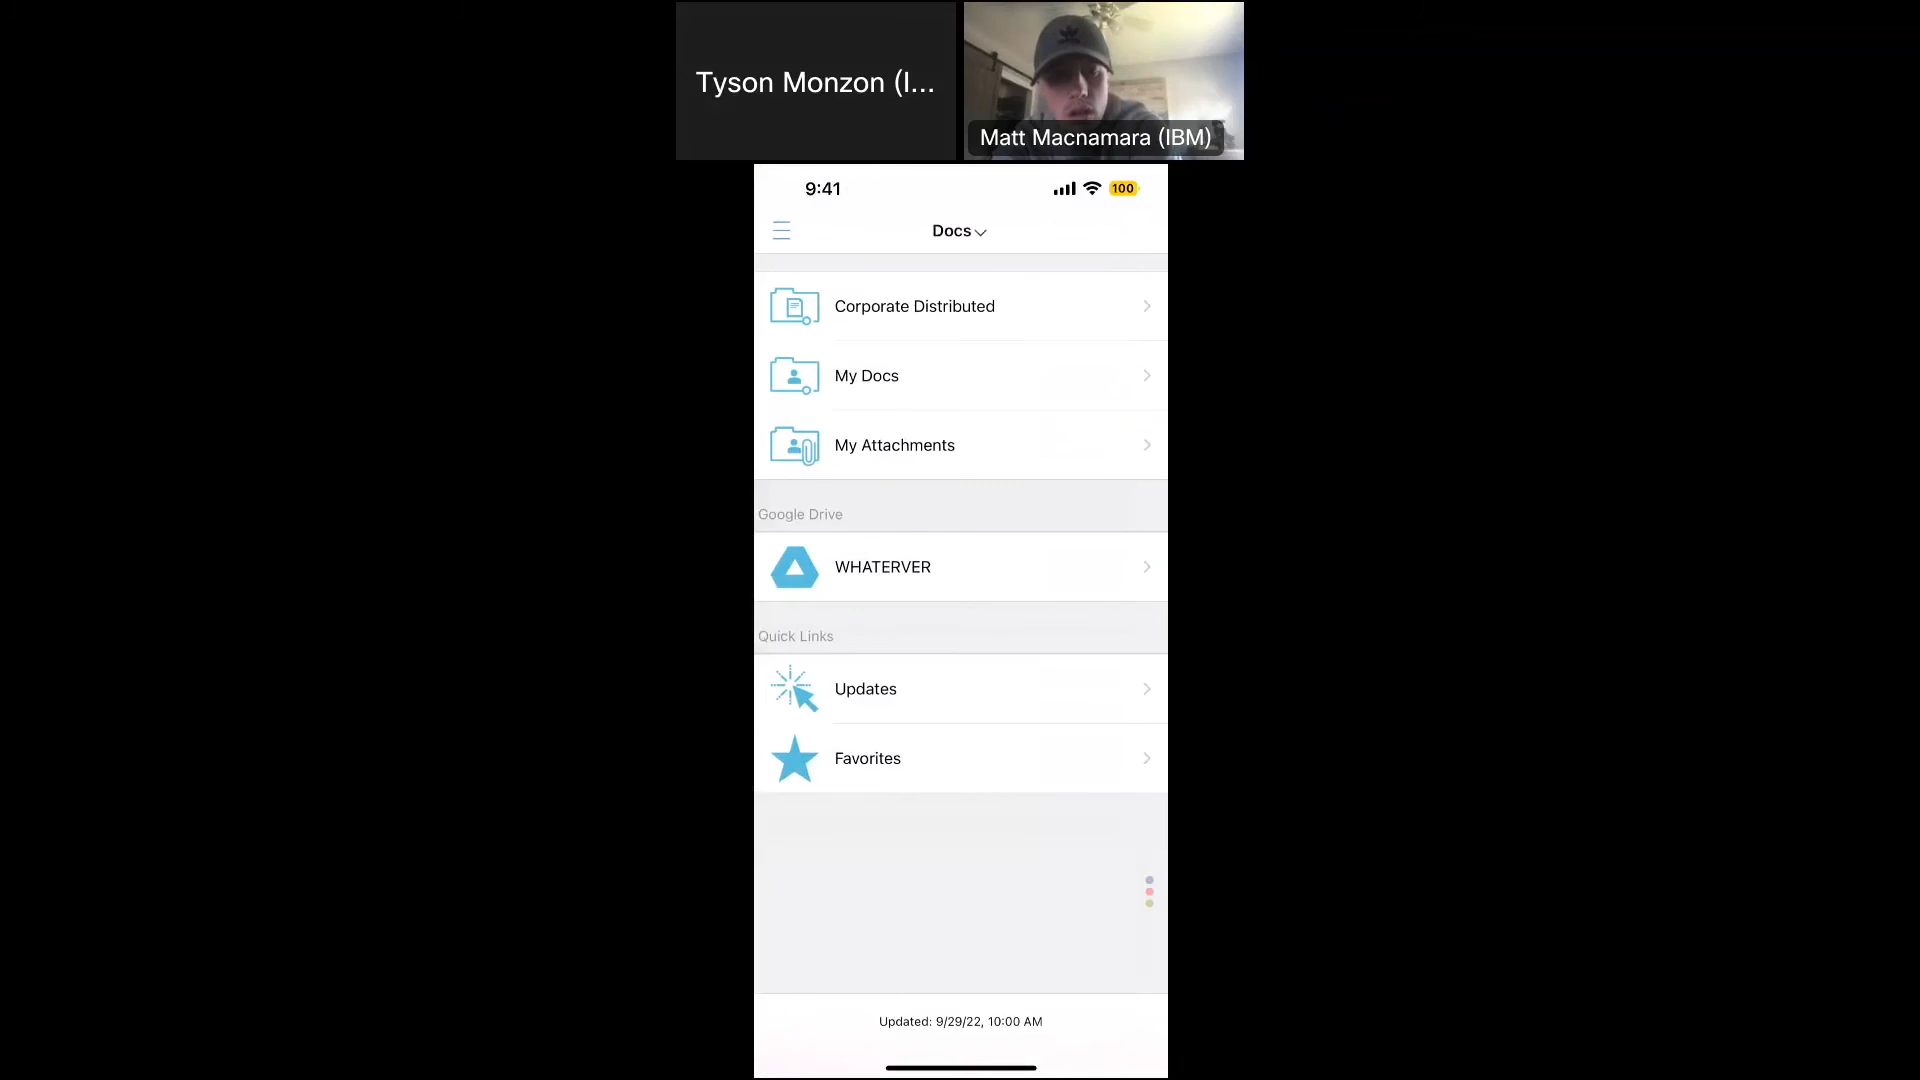 Tyson Monzon (I...
Matt Macnamara (IBM)
9:41
100
Docs
Corporate Distributed
My Docs
My Attachments
Google Drive
WHATERVER
Quick Links
Updates
Favorites
Updated: 9/29/22, 10:00 AM